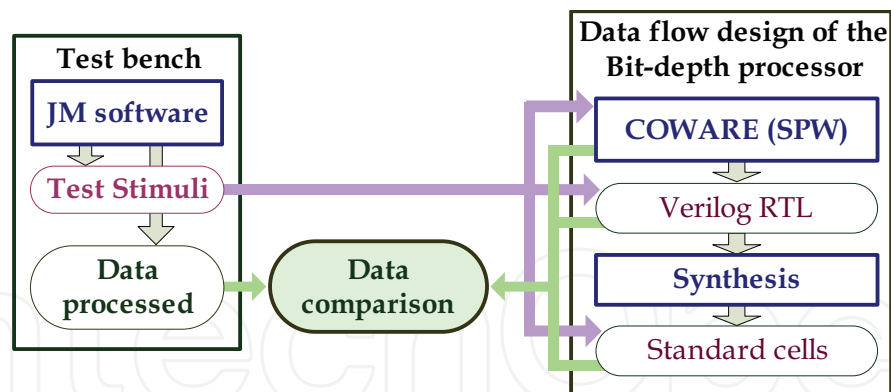 Test bench
JM software
Test Stimuli
Data
processed
Data
comparison
Data flow design of the
Bit-depth processor
COWARE (SPW)
Verilog RTL
Synthesis
Standard cells